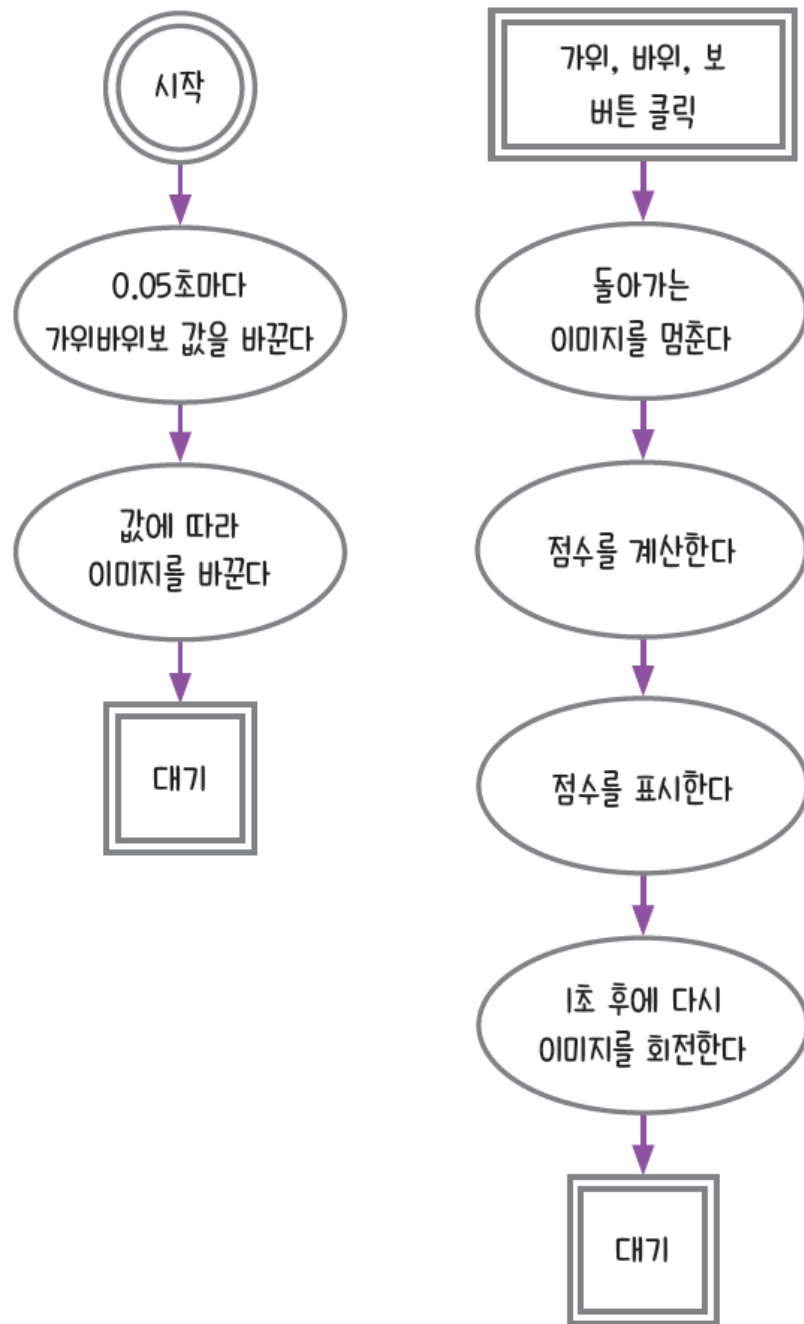 시작
0.05초마다
가위바위보 값을 바꾼다
값에 따라
이미지를 바꾼다
대기
가위, 바위, 보
버튼 클릭
돌아가는
이미지를 멈춘다
점수를 계산한다
점수를 표시한다
1초 후에 다시
이미지를 회전한다
대기